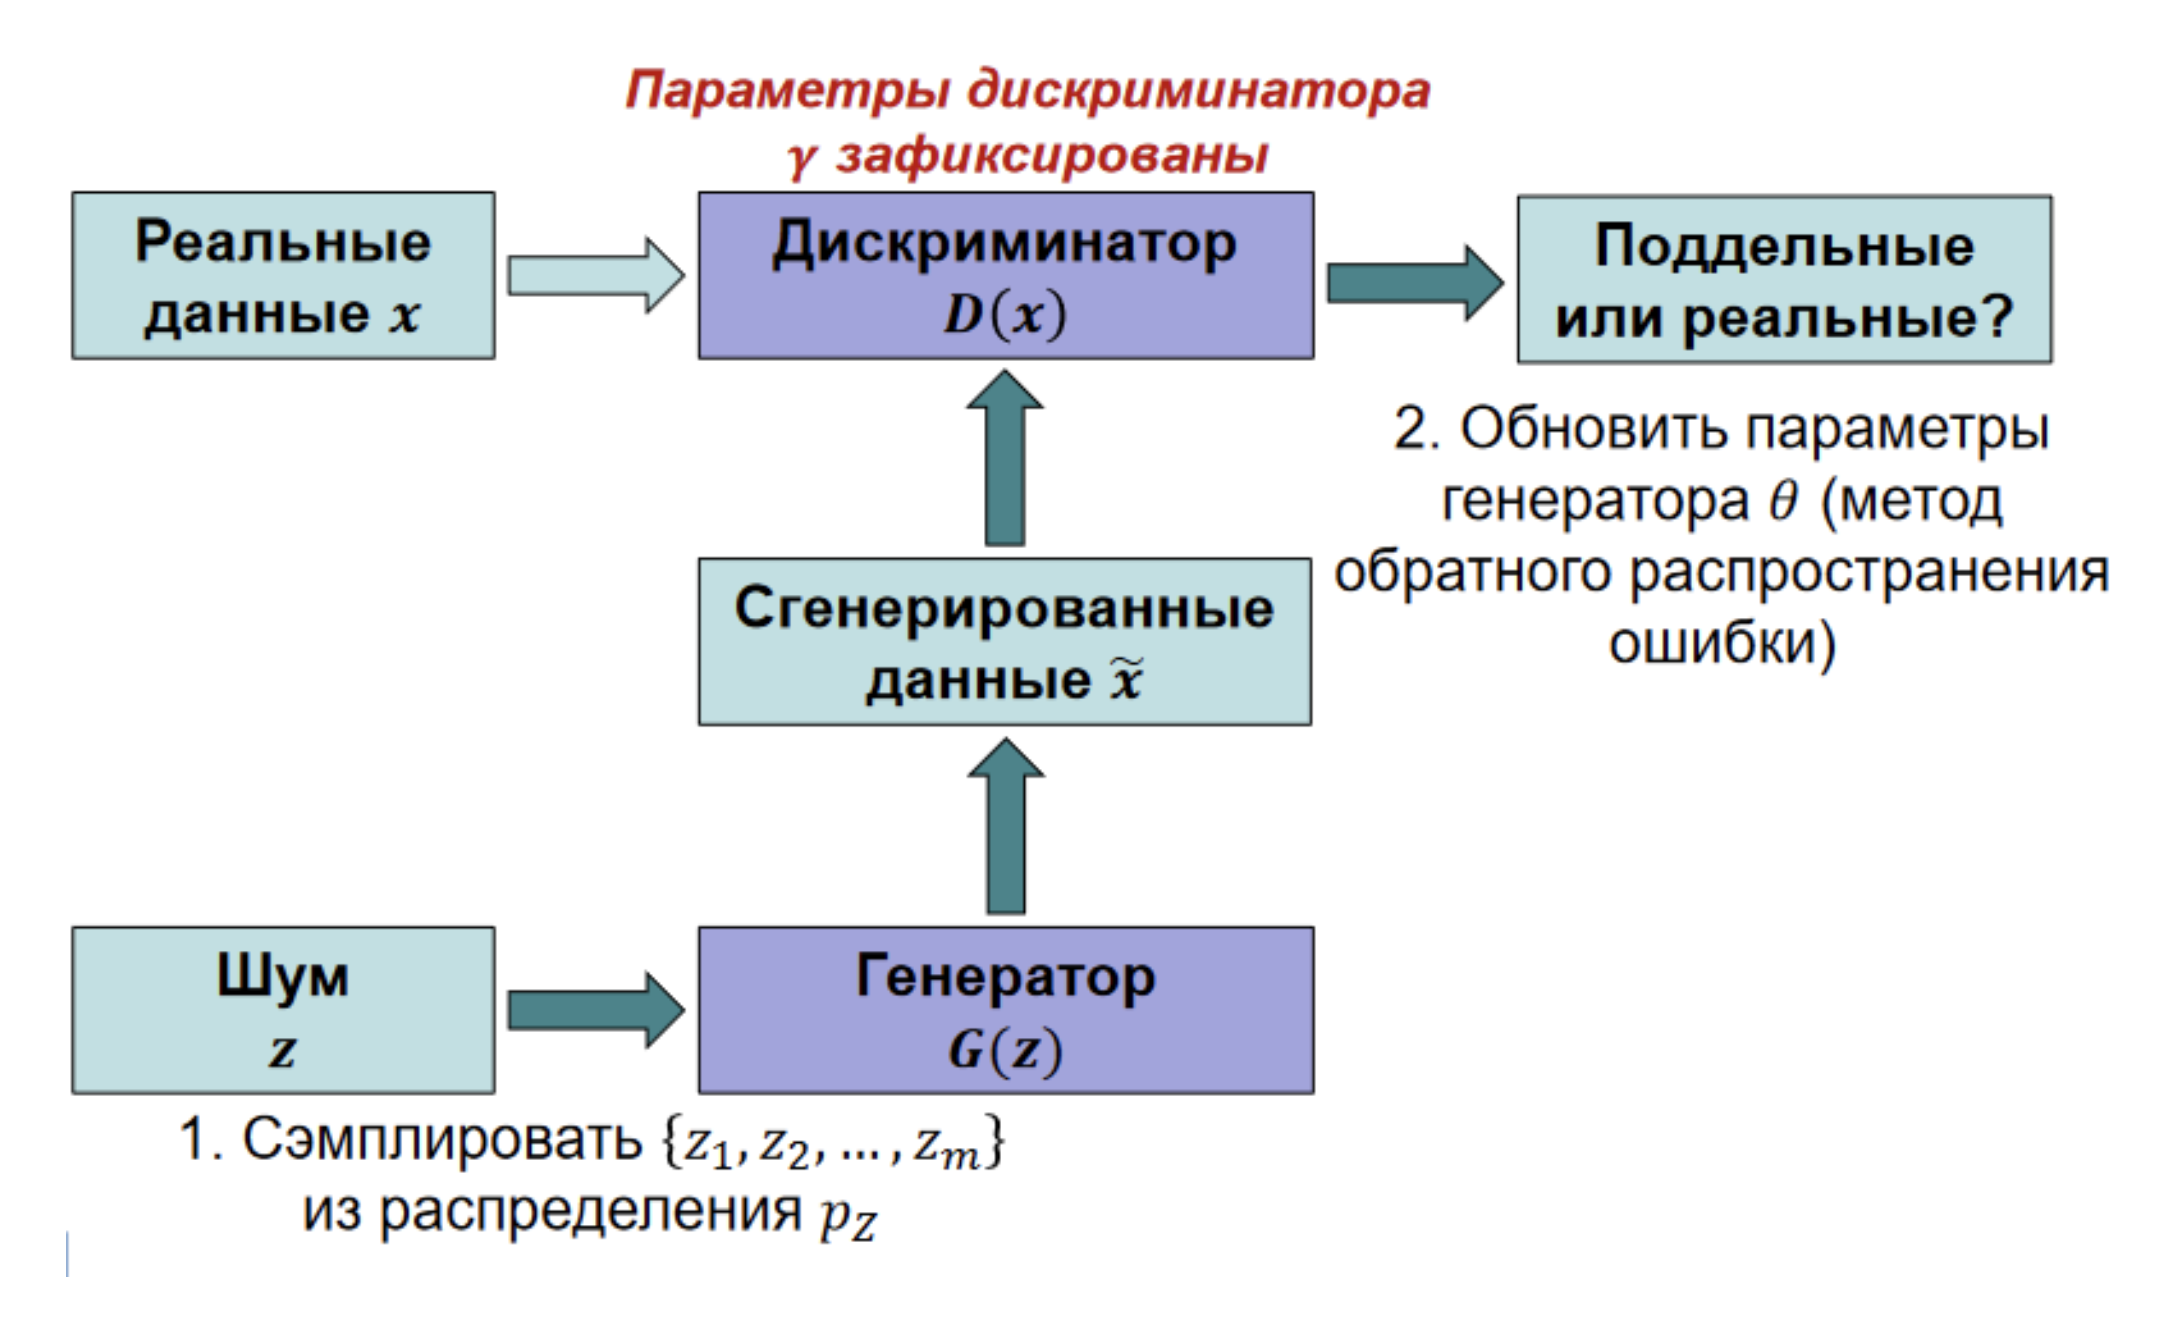 Параметры дискриминатора
γ зафиксированы
Реальные
данные x
Дискриминатор
D(x)
Поддельные
или реальные?
2. Обновить параметры
генератора θ (метод
обратного распространения
ошибки)
Сгенерированные
данные x̃
Шум
z
Генератор
G(z)
1. Сэмплировать {z₁, z₂, … , zₘ}
из распределения p_Z